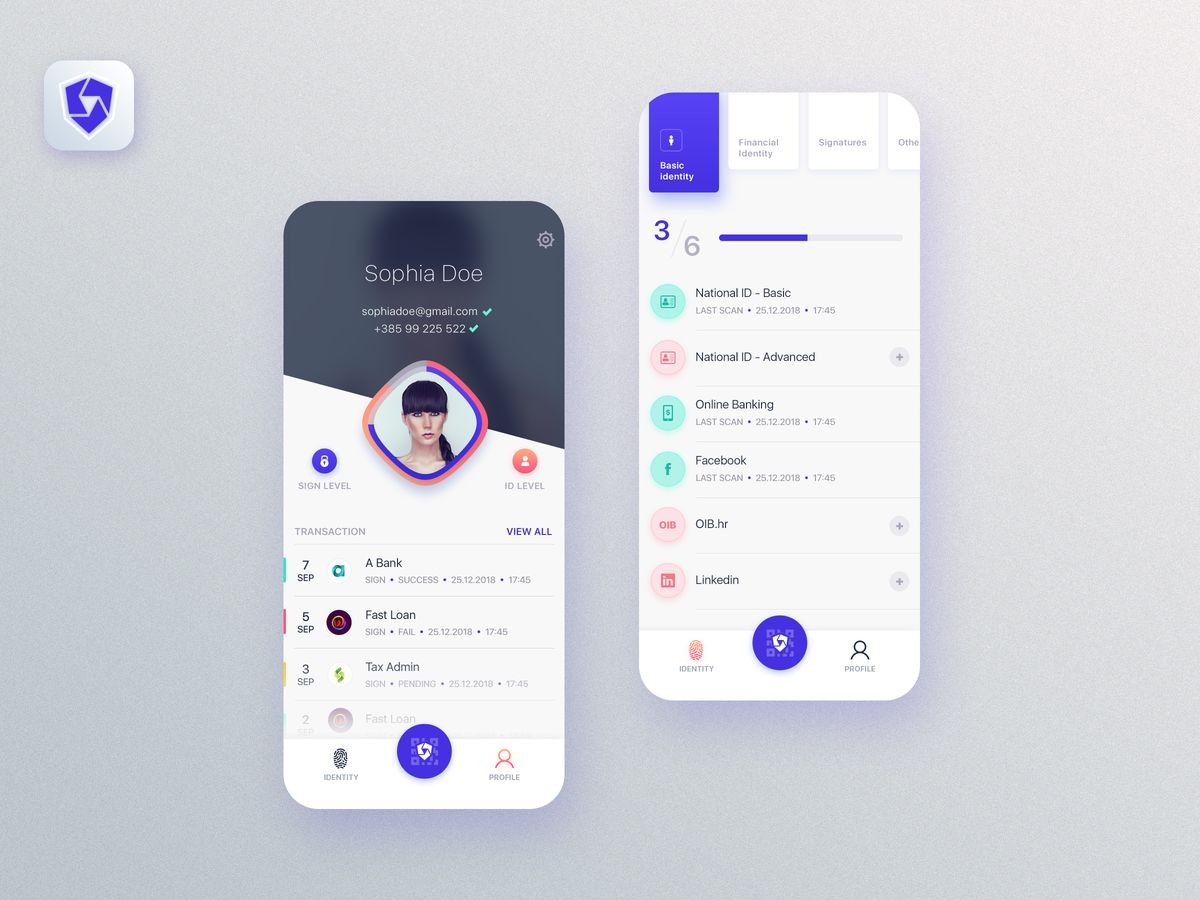 Sophia Doe
sophiadoe@gmail.com
+385 99 225 522
SIGN LEVEL
ID LEVEL
TRANSACTION
VIEW ALL
7
SEP
A Bank
SIGN • SUCCESS • 25.12.2018 • 17:45
5
SEP
Fast Loan
SIGN • FAIL • 25.12.2018 • 17:45
3
SEP
Tax Admin
SIGN • PENDING • 25.12.2018 • 17:45
2
SEP
Fast Loan
IDENTITY
PROFILE
Basic
identity
Financial
Identity
Signatures
Othe
3/6
National ID - Basic
LAST SCAN • 25.12.2018 • 17:45
National ID - Advanced
+
$
Online Banking
LAST SCAN • 25.12.2018 • 17:45
f
Facebook
LAST SCAN • 25.12.2018 • 17:45
OIB
OIB.hr
+
in
Linkedin
+
IDENTITY
PROFILE